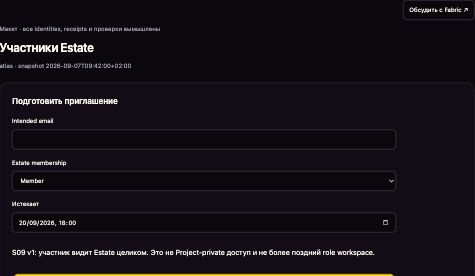 Обсудить с Fabric ↗
Макет · все identities, receipts и проверки вымышлены
Участники Estate
atlas · snapshot 2026-09-07T09:42:00+02:00
Подготовить приглашение
Intended email
Estate membership
Member
Истекает
20/09/2026, 18:00
S09 v1: участник видит Estate целиком. Это не Project-private доступ и не более поздний role workspace.